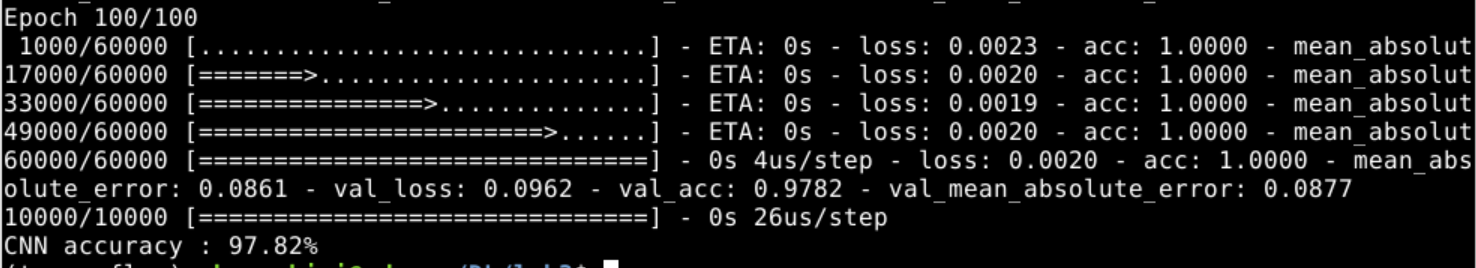 Epoch 100/100
 1000/60000 [..............................] - ETA: 0s - loss: 0.0023 - acc: 1.0000 - mean_absolut
17000/60000 [=======>......................] - ETA: 0s - loss: 0.0020 - acc: 1.0000 - mean_absolut
33000/60000 [===============>..............] - ETA: 0s - loss: 0.0019 - acc: 1.0000 - mean_absolut
49000/60000 [=======================>......] - ETA: 0s - loss: 0.0020 - acc: 1.0000 - mean_absolut
60000/60000 [==============================] - 0s 4us/step - loss: 0.0020 - acc: 1.0000 - mean_abs
olute_error: 0.0861 - val_loss: 0.0962 - val_acc: 0.9782 - val_mean_absolute_error: 0.0877
10000/10000 [==============================] - 0s 26us/step
CNN accuracy : 97.82%